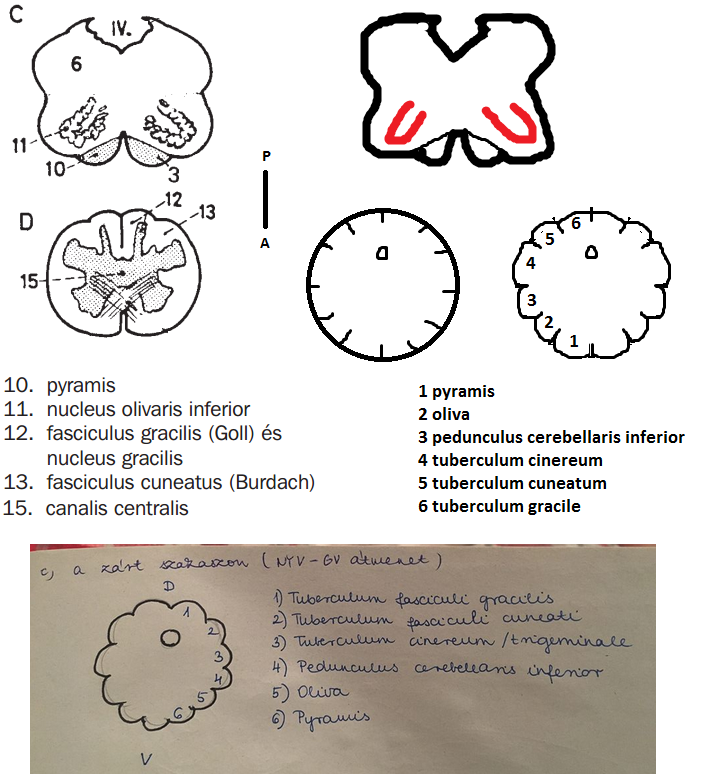 C
IV.
6
11
10
3
P
A
D
12
13
15
6
5
4
3
2
1
10. pyramis
11. nucleus olivaris inferior
12. fasciculus gracilis (Goll) és
nucleus gracilis
13. fasciculus cuneatus (Burdach)
15. canalis centralis
1 pyramis
2 oliva
3 pedunculus cerebellaris inferior
4 tuberculum cinereum
5 tuberculum cuneatum
6 tuberculum gracile
c, a zárt szakaszon (NYV-GV átmenet)
D
1
2
3
4
5
6
V
1) Tuberculum fasciculi gracilis
2) Tuberculum fasciculi cuneati
3) Tuberculum cinereum /trigeminale
4) Pedunculus cerebellaris inferior
5) Oliva
6) Pyramis